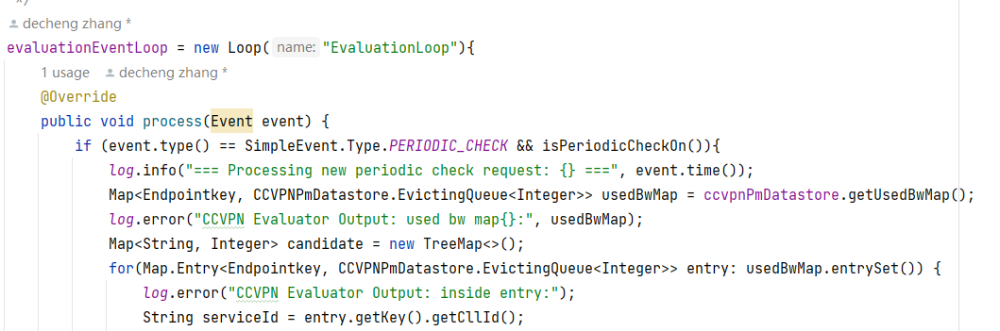 */
decheng zhang *
evaluationEventLoop = new Loop( name: "EvaluationLoop"){
1 usage decheng zhang *
@Override
public void process(Event event) {
if (event.type() == SimpleEvent.Type.PERIODIC_CHECK && isPeriodicCheckOn()){
log.info("=== Processing new periodic check request: {} ===", event.time());
Map<Endpointkey, CCVPNPmDatastore.EvictingQueue<Integer>> usedBwMap = ccvpnPmDatastore.getUsedBwMap();
log.error("CCVPN Evaluator Output: used bw map{}:", usedBwMap);
Map<String, Integer> candidate = new TreeMap<>();
for(Map.Entry<Endpointkey, CCVPNPmDatastore.EvictingQueue<Integer>> entry: usedBwMap.entrySet()) {
log.error("CCVPN Evaluator Output: inside entry:");
String serviceId = entry.getKey().getCllId();